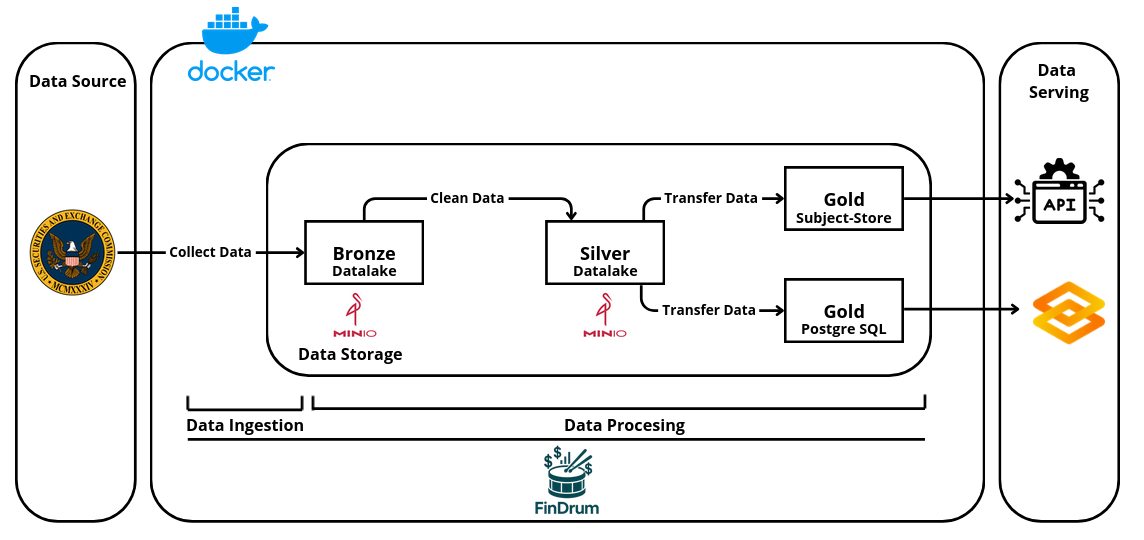 docker
Data Source
Data
Serving
U.S. SECURITIES AND EXCHANGE COMMISSION
MCMXXXIV
Collect Data
Clean Data
Transfer Data
Transfer Data
Bronze
Datalake
Silver
Datalake
Gold
Subject-Store
Gold
Postgre SQL
API
MINIO
MINIO
Data Storage
Data Ingestion
Data Procesing
$ $ $
FinDrum